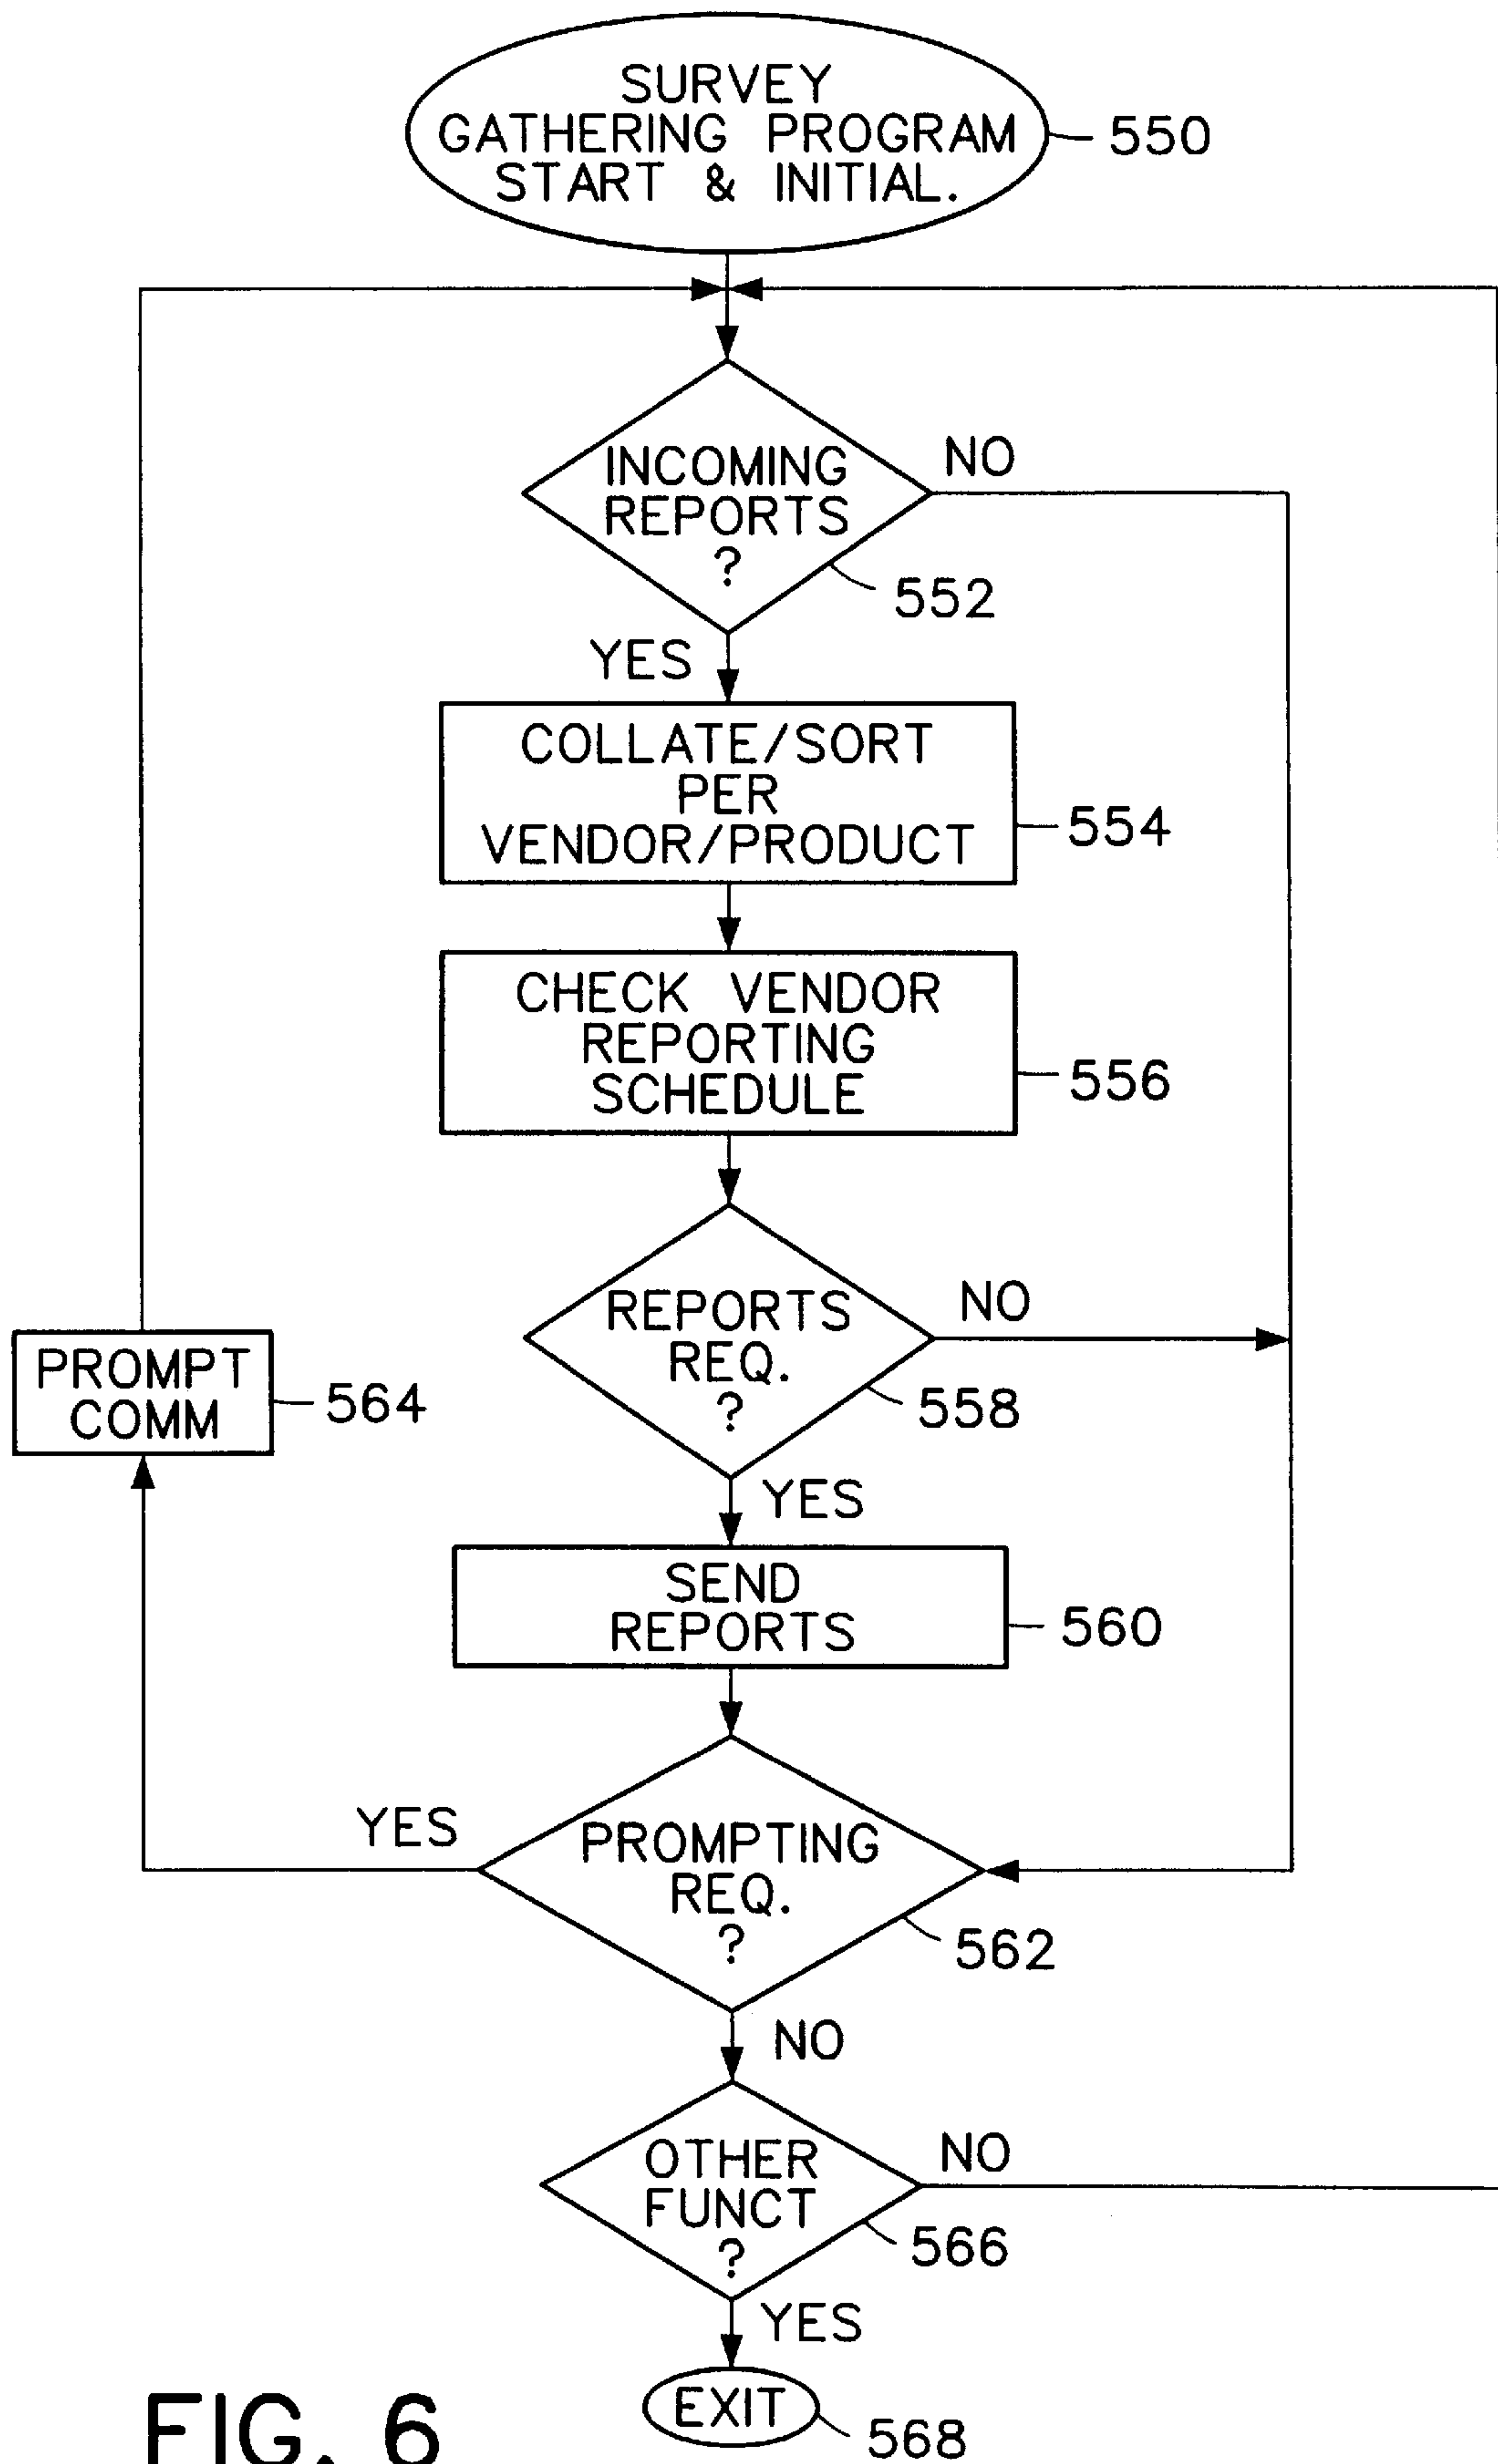 SURVEY
GATHERING PROGRAM
START & INITIAL.
550
INCOMING
REPORTS
?
NO
552
YES
COLLATE/SORT
PER
VENDOR/PRODUCT
554
CHECK VENDOR
REPORTING
SCHEDULE
556
REPORTS
REQ.
?
NO
558
PROMPT
COMM
564
YES
SEND
REPORTS
560
YES
PROMPTING
REQ.
?
562
NO
OTHER
FUNCT
?
NO
566
YES
EXIT
568
FIG. 6